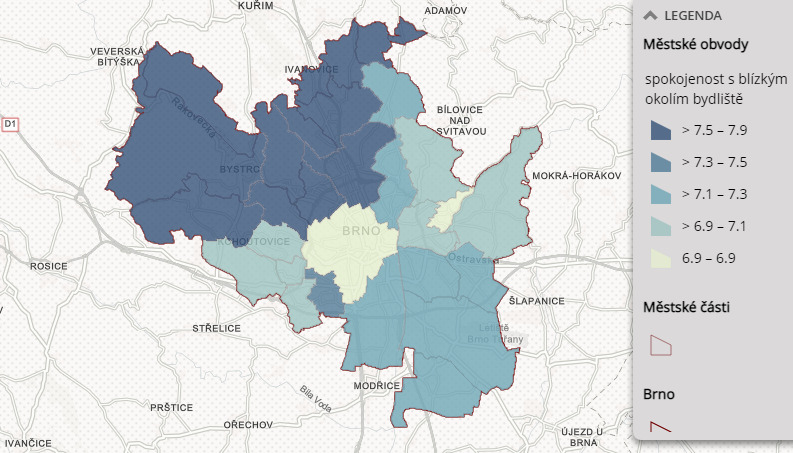 KUŘIM
ADAMOV
VEVERSKÁ
BÍTÝŠKA
IVANOVICE
Rakovecká
BÍLOVICE
NAD
SVITAVOU
D1
BYSTRC
MOKRÁ-HORÁKOV
BRNO
KOHOUTOVICE
Ostravská
ROSICE
ŠLAPANICE
STŘELICE
Letiště
Brno Tuřany
MODŘICE
Bílá Voda
PRŠTICE
OŘECHOV
ÚJEZD U
BRNA
IVANČICE
LEGENDA
Městské obvody
spokojenost s blízkým
okolím bydliště
> 7.5 – 7.9
> 7.3 – 7.5
> 7.1 – 7.3
> 6.9 – 7.1
6.9 – 6.9
Městské části
Brno